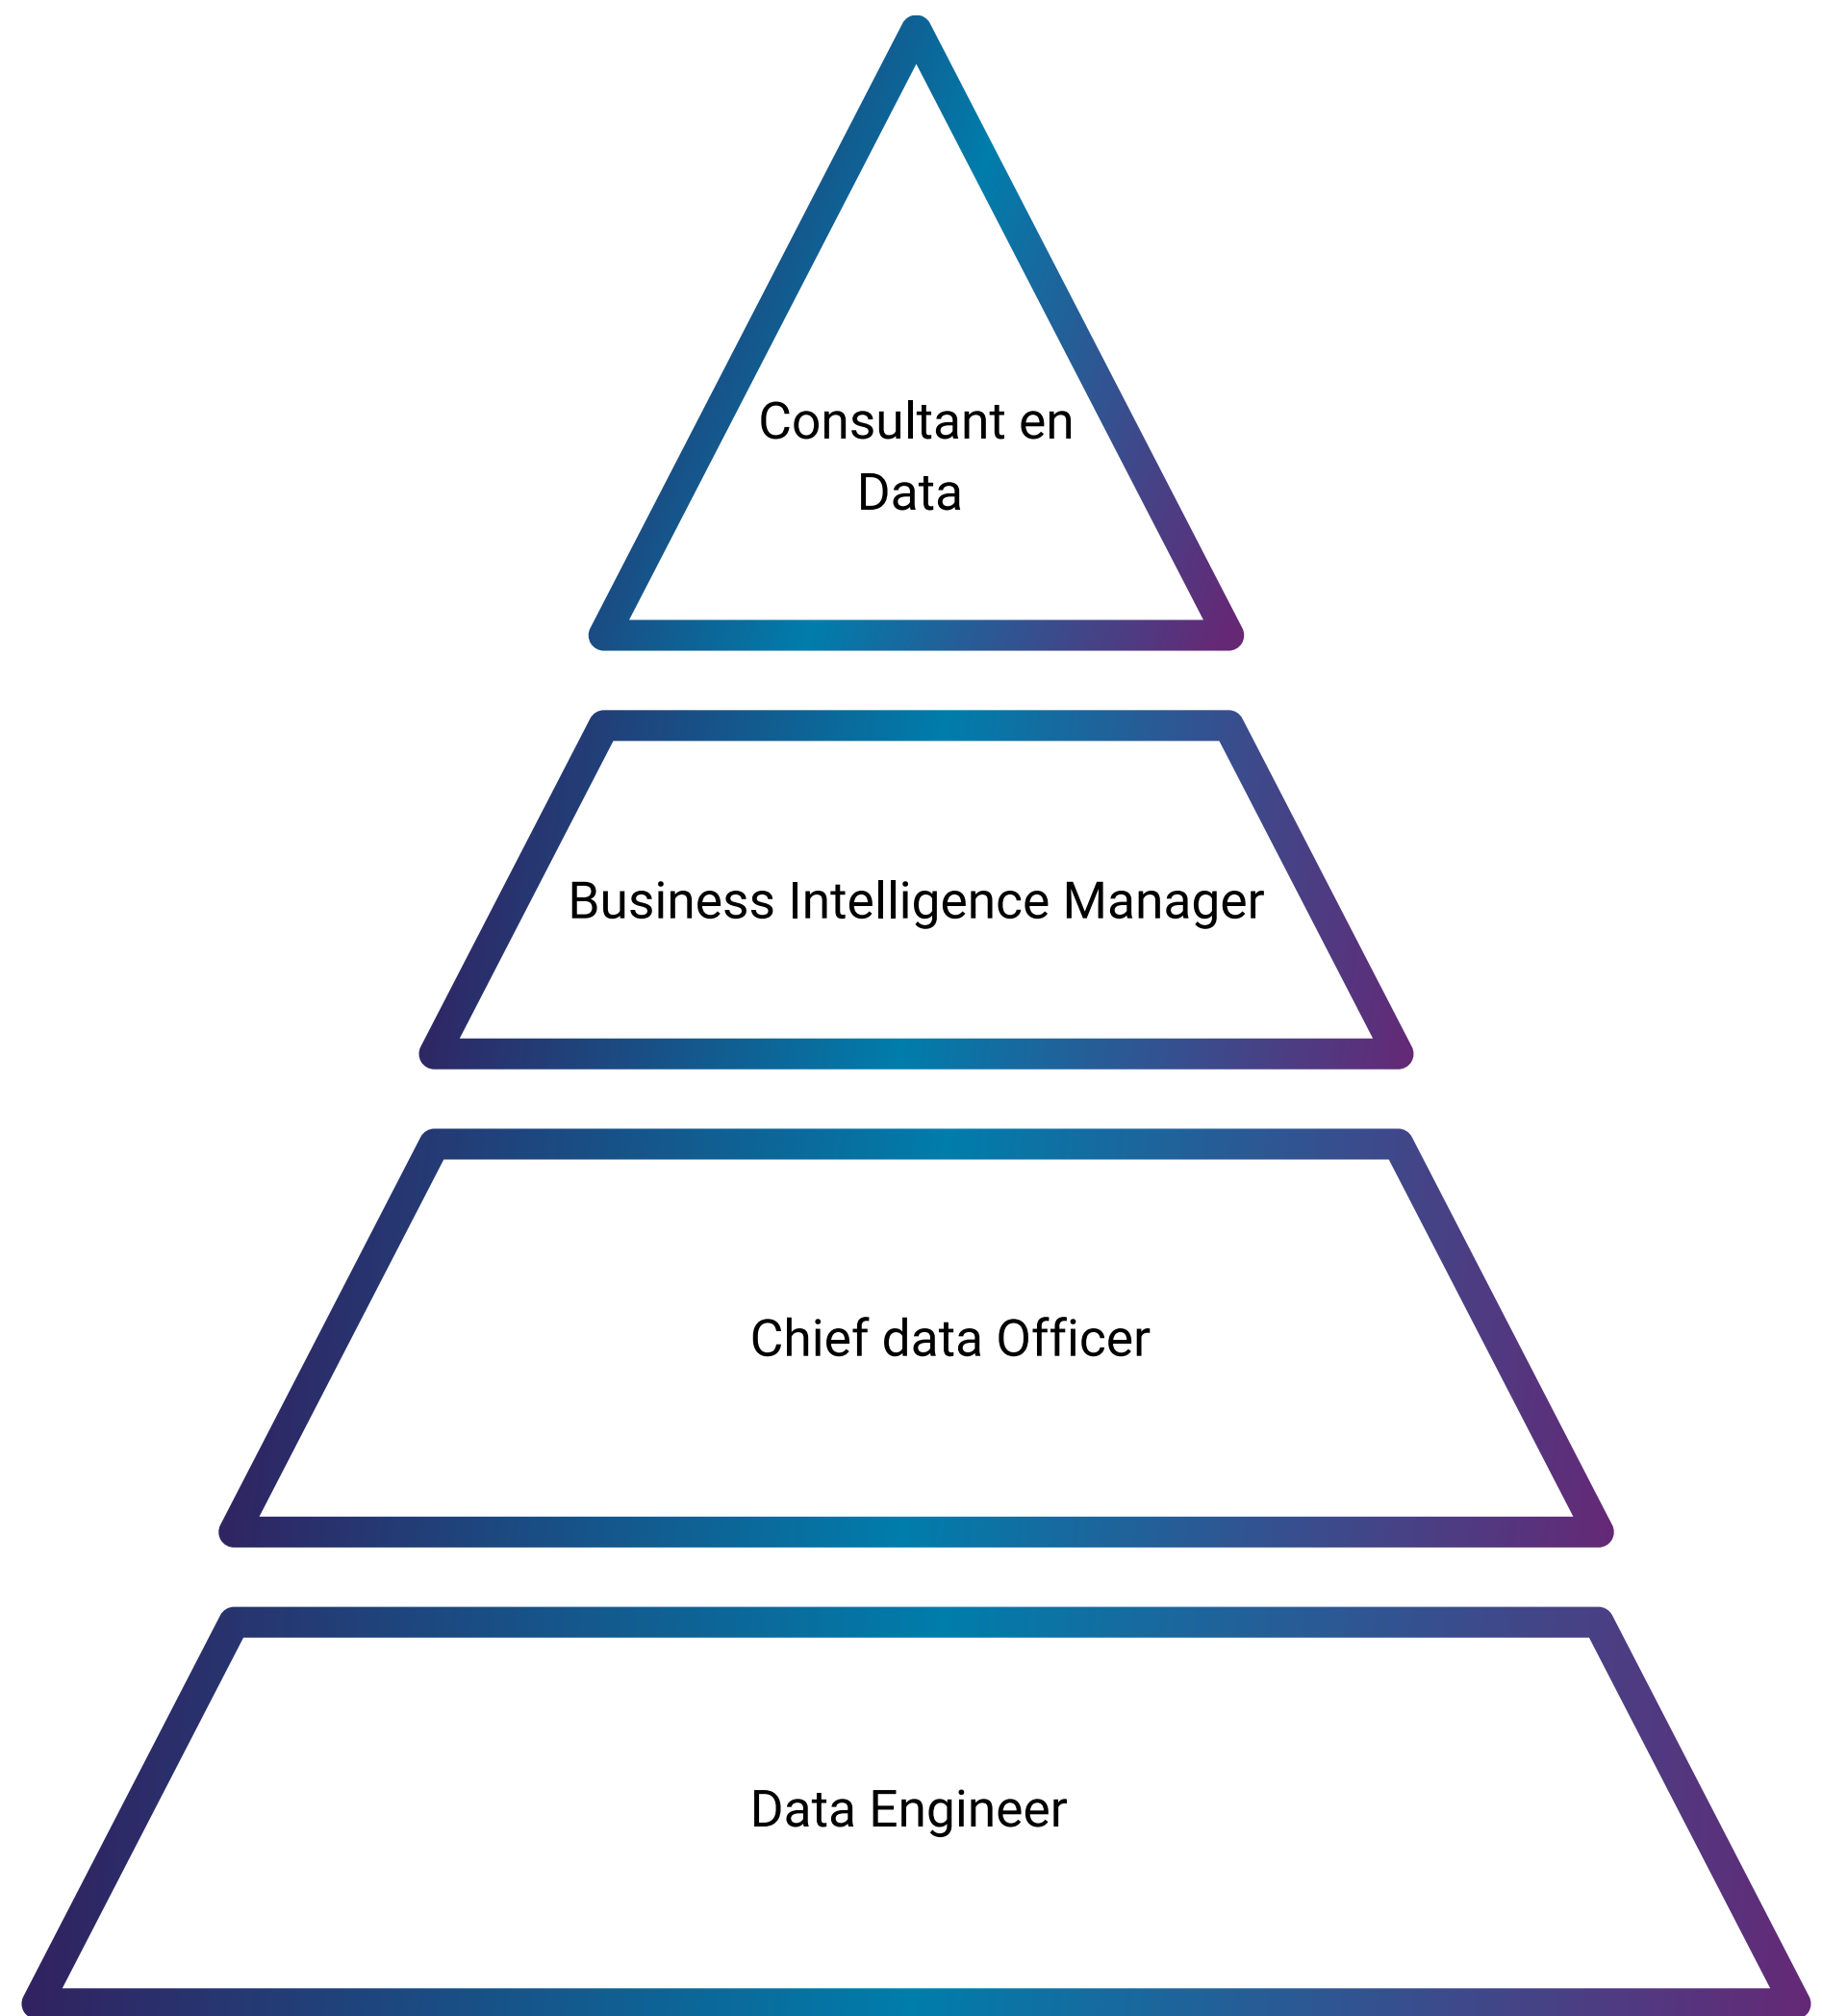 Consultant en
Data
Business Intelligence Manager
Chief data Officer
Data Engineer